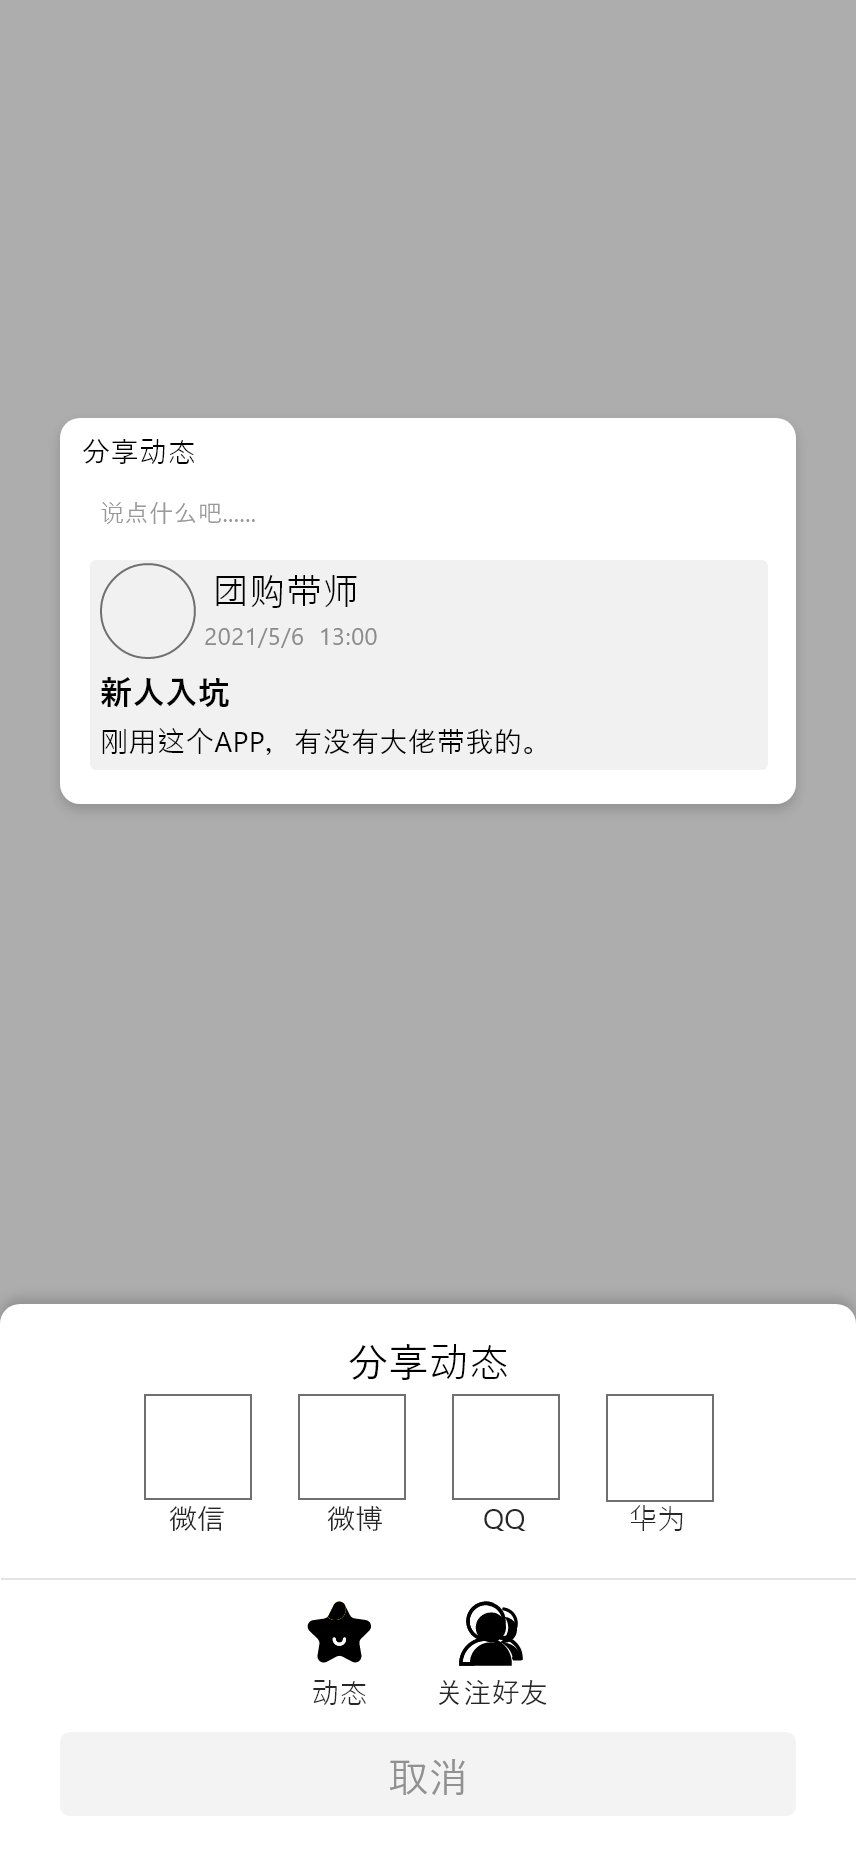 分享动态
说点什么吧......
团购带师
2021/5/6 13:00
新人入坑
刚用这个APP，有没有大佬带我的。
分享动态
微信 微博 QQ 华为
动态 关注好友
取消